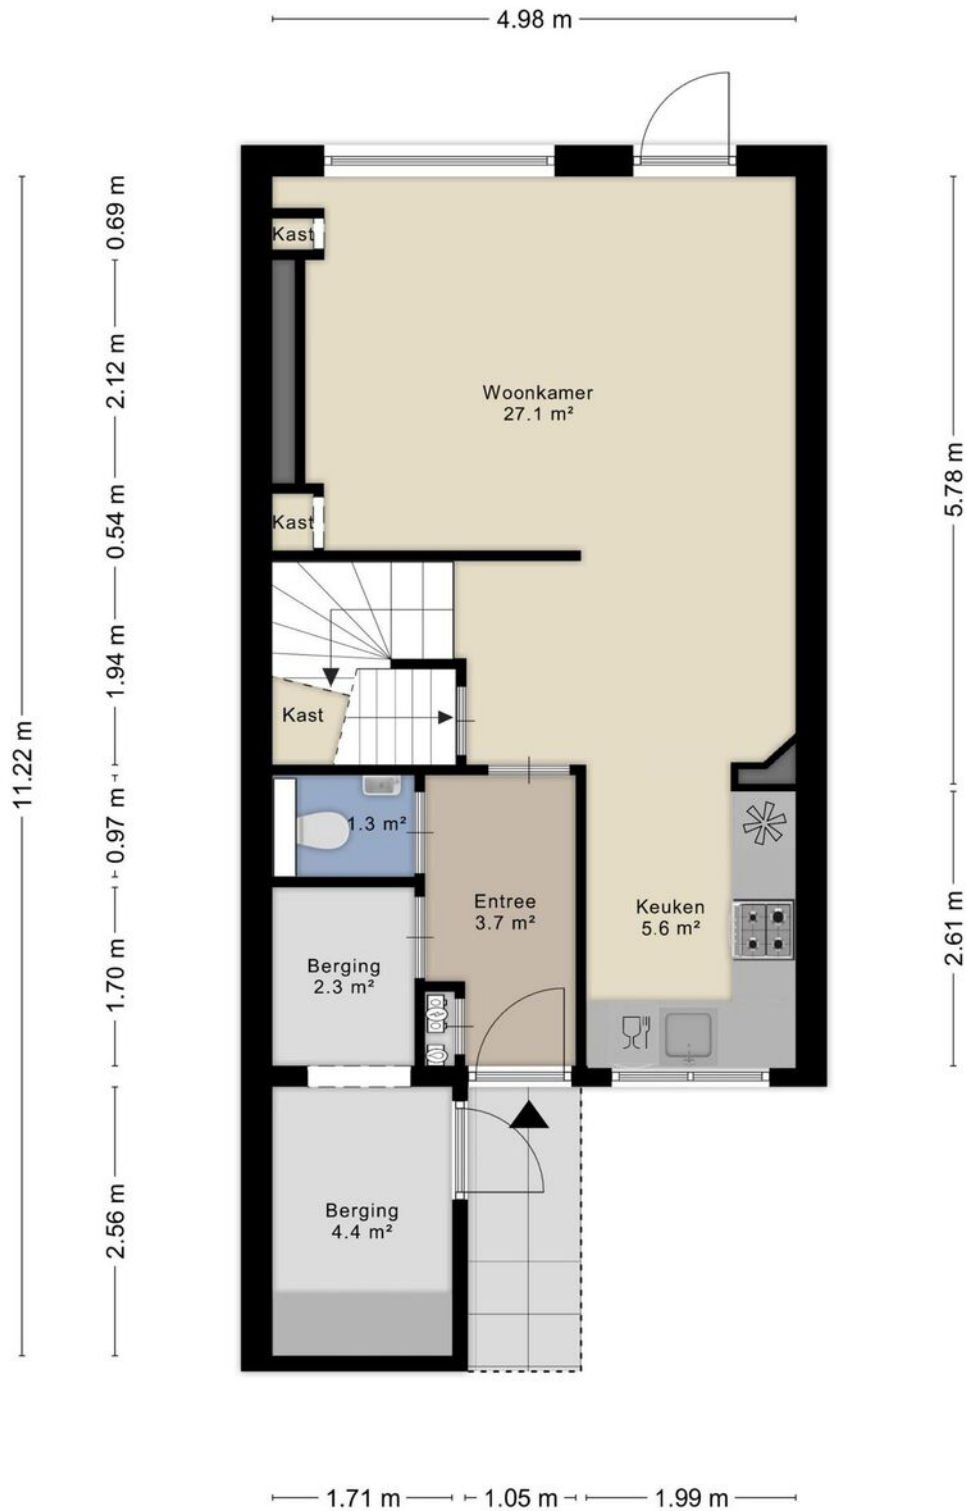 4.98 m
0.69 m
Kast
2.12 m
Woonkamer
27.1 m²
5.78 m
0.54 m
Kast
1.94 m
Kast
11.22 m
0.97 m
1.3 m²
Entree
3.7 m²
Keuken
5.6 m²
2.61 m
1.70 m
Berging
2.3 m²
2.56 m
Berging
4.4 m²
1.71 m
1.05 m
1.99 m